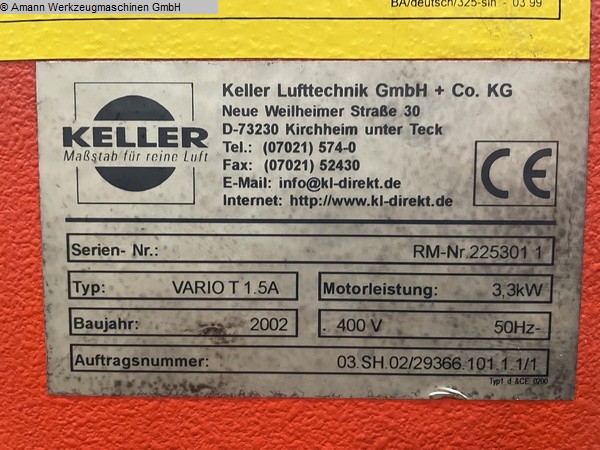 © Amann Werkzeugmaschinen GmbH
BA/deutsch/325-sin - 03.99
KELLER
Maßstab für reine Luft
Keller Lufttechnik GmbH + Co. KG
Neue Weilheimer Straße 30
D-73230 Kirchheim unter Teck
Tel.: (07021) 574-0
Fax: (07021) 52430
E-Mail: info@kl-direkt.de
Internet: http://www.kl-direkt.de
CE
Serien- Nr.: RM-Nr.225301 1
Typ: VARIO T 1.5A Motorleistung: 3,3kW
Baujahr: 2002 . 400 V 50Hz-
Auftragsnummer: 03.SH.02/29366.101.1.1/1
Typ1 d &CE 0200